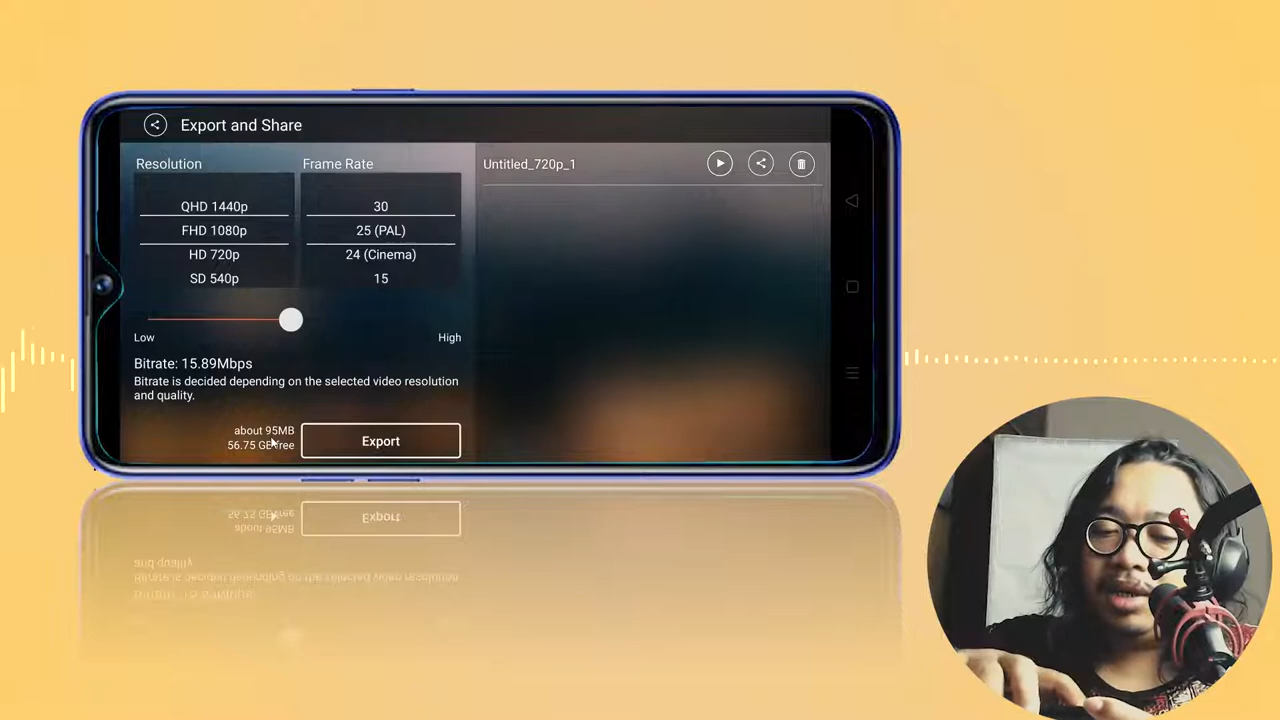 Export and Share
Resolution
Frame Rate
QHD 1440p
FHD 1080p
HD 720p
SD 540p
30
25 (PAL)
24 (Cinema)
15
Low
High
Bitrate: 15.89Mbps
Bitrate is decided depending on the selected video resolution
and quality.
about 95MB
56.75 GB free
Export
Untitled_720p_1